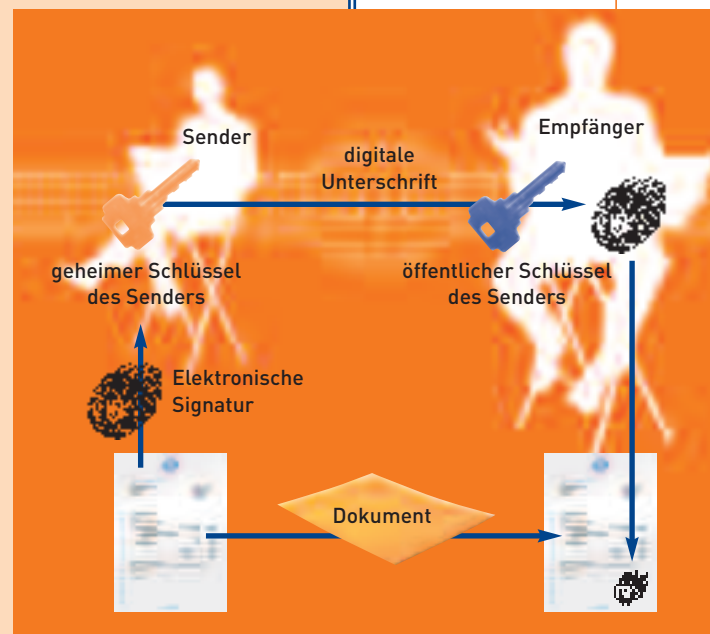 Sender
Empfänger
digitale
Unterschrift
geheimer Schlüssel
des Senders
öffentlicher Schlüssel
des Senders
Elektronische
Signatur
Dokument